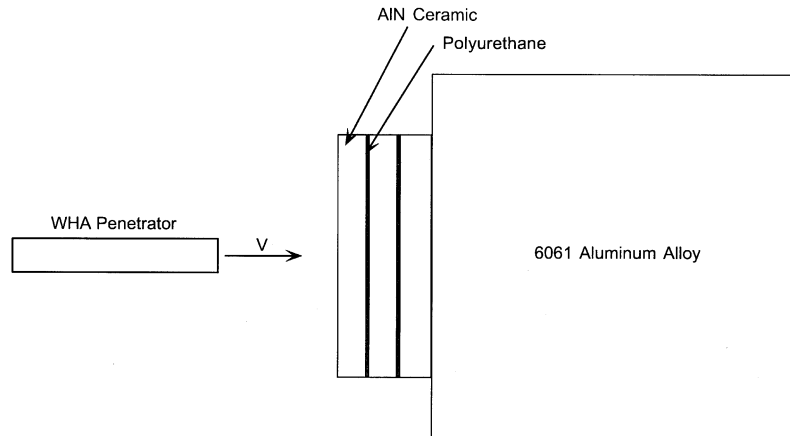 AlN Ceramic
Polyurethane
WHA Penetrator
V
6061 Aluminum Alloy